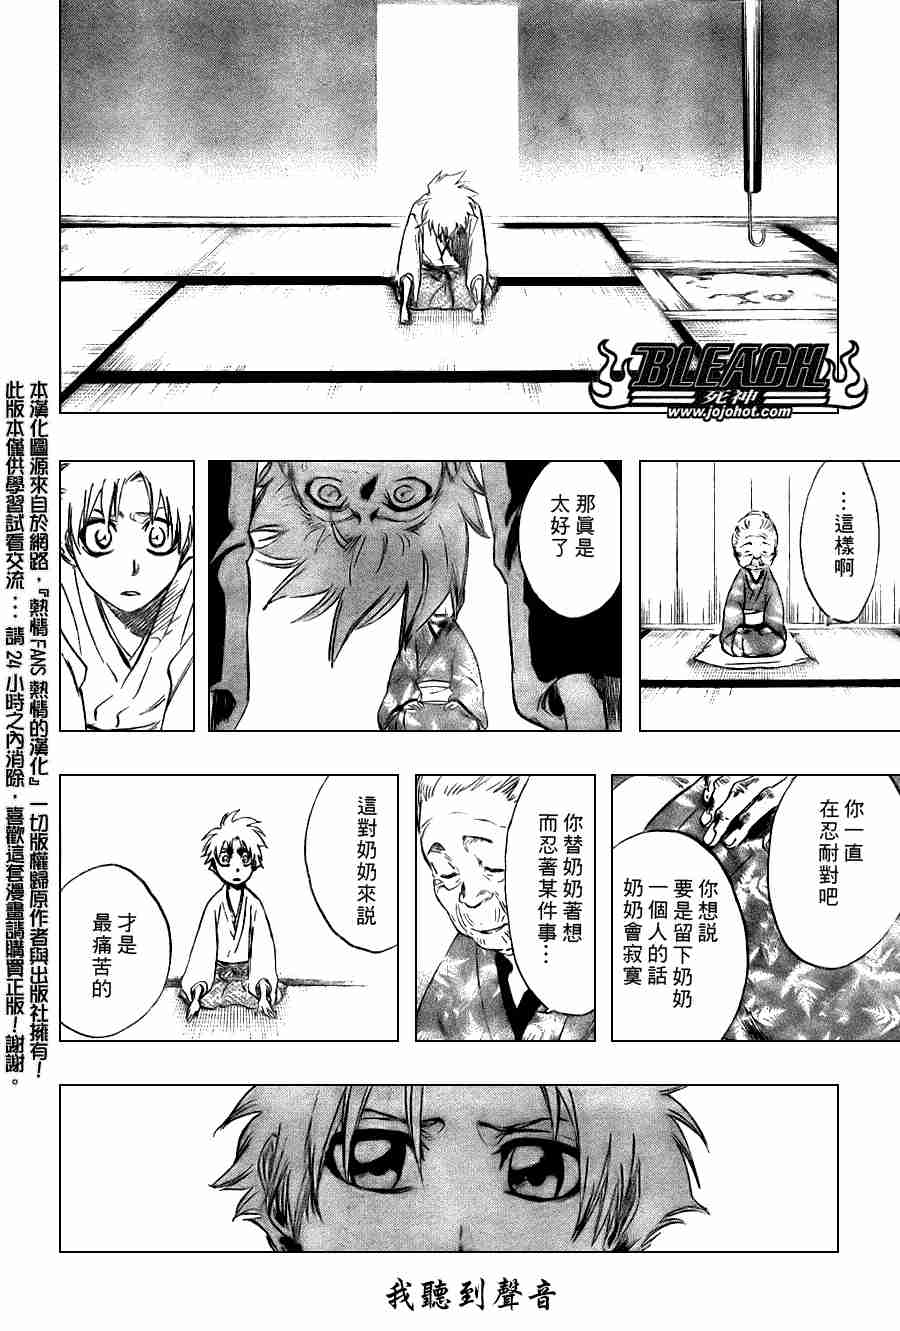 BLEACH
死神
www.jojohot.com
…這樣啊
那眞是
太好了
你一直
在忍耐對吧
你想說
要是留下奶奶
一個人的話
奶奶會寂寞
你替奶奶著想
而忍著某件事…
這對奶奶來說
才是
最痛苦的
我聽到聲音
本漢化圖源來自於網路，『熱情FANS 熱情的漢化』一切版權歸原作者與出版社擁有！
此版本僅供學習試看交流… 請24小時之內消除，喜歡這套漫畫請購買正版！謝謝。